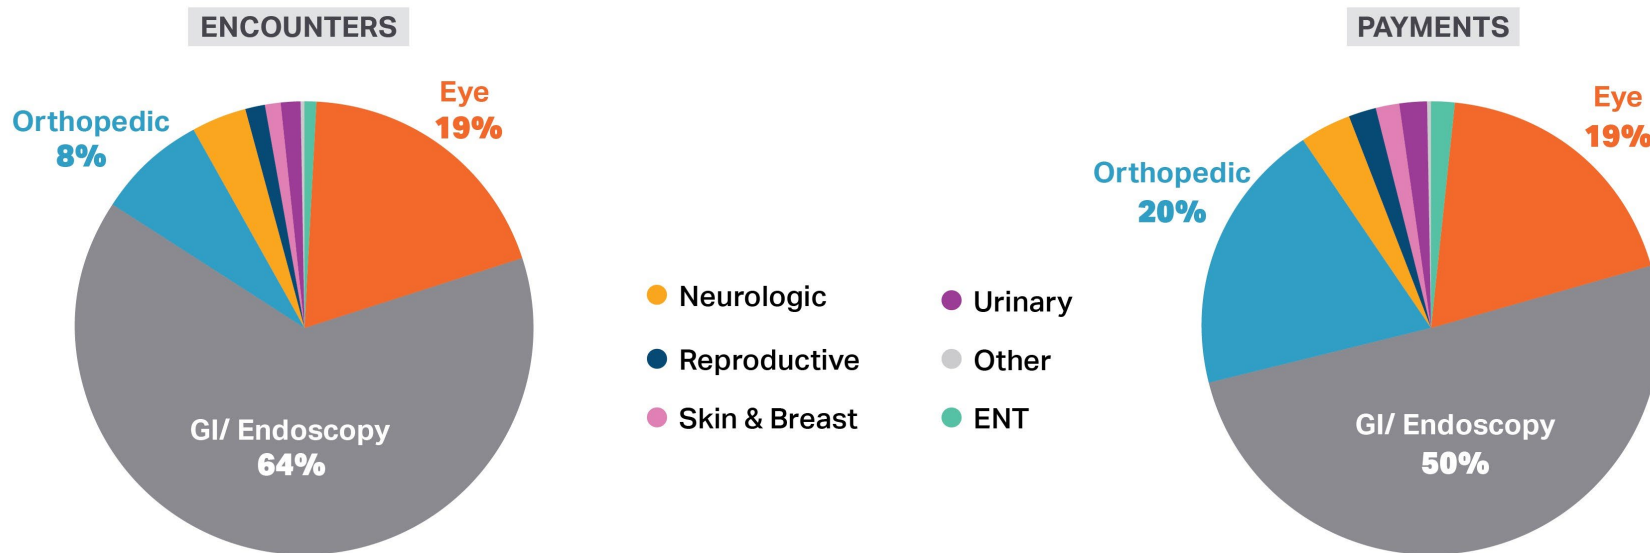 ENCOUNTERS
Orthopedic
8%
Eye
19%
GI/ Endoscopy
64%
Neurologic
Reproductive
Skin & Breast
Urinary
Other
ENT
PAYMENTS
Orthopedic
20%
Eye
19%
GI/ Endoscopy
50%